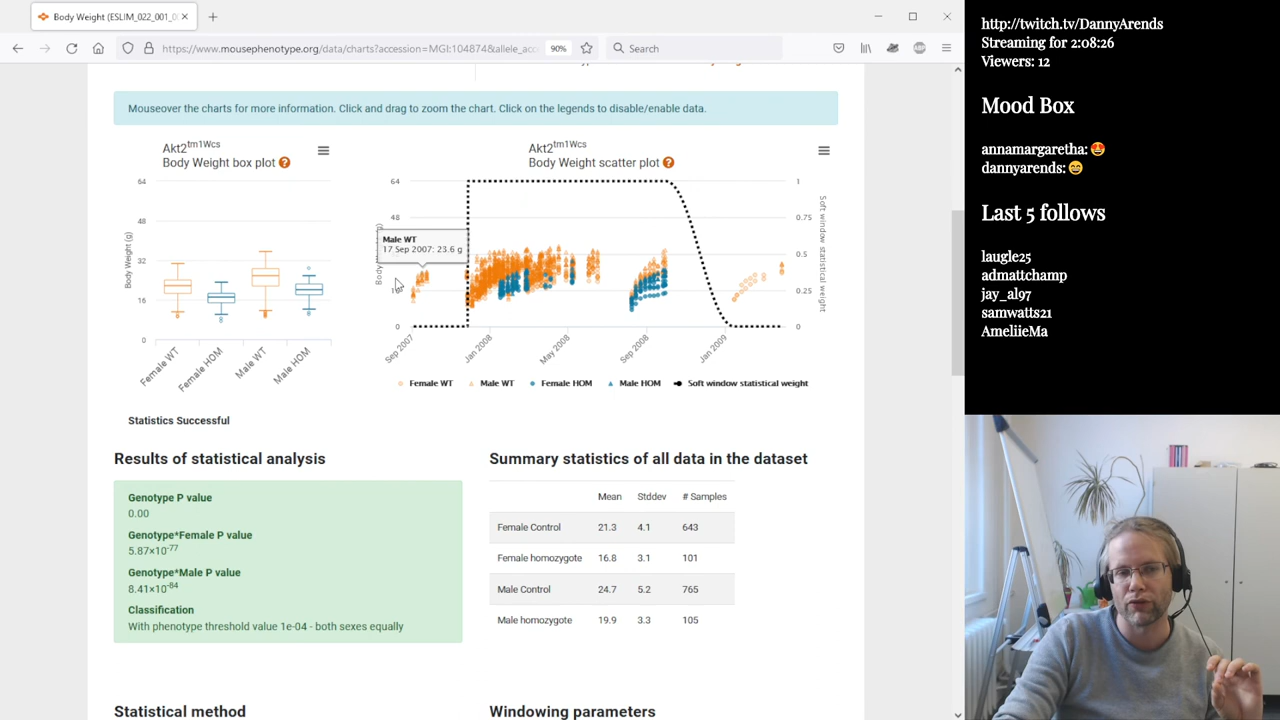 Body Weight (ESLIM_022_001_0
https://www.mousephenotype.org/data/charts?accession=MGI:104874&allele_acc
90%
Search
Mouseover the charts for more information. Click and drag to zoom the chart. Click on the legends to disable/enable data.
Akt2tm1Wcs
Body Weight box plot
64
48
32
16
0
Body Weight (g)
Female WT
Female HOM
Male WT
Male HOM
Akt2tm1Wcs
Body Weight scatter plot
64
48
16
0
Male WT
17 Sep 2007: 23.6 g
1
0.75
0.5
0.25
0
Soft window statistical weight
Sep 2007
Jan 2008
May 2008
Sep 2008
Jan 2009
Female WT
Male WT
Female HOM
Male HOM
Soft window statistical weight
Statistics Successful
Results of statistical analysis
Genotype P value
0.00
Genotype*Female P value
5.87×10-77
Genotype*Male P value
8.41×10-84
Classification
With phenotype threshold value 1e-04 - both sexes equally
Summary statistics of all data in the dataset
Mean Stddev # Samples
Female Control 21.3 4.1 643
Female homozygote 16.8 3.1 101
Male Control 24.7 5.2 765
Male homozygote 19.9 3.3 105
Statistical method
Windowing parameters
http://twitch.tv/DannyArends
Streaming for 2:08:26
Viewers: 12
Mood Box
annamargaretha: 😍
dannyarends: 😄
Last 5 follows
laugle25
admattchamp
jay_al97
samwatts21
AmeliieMa